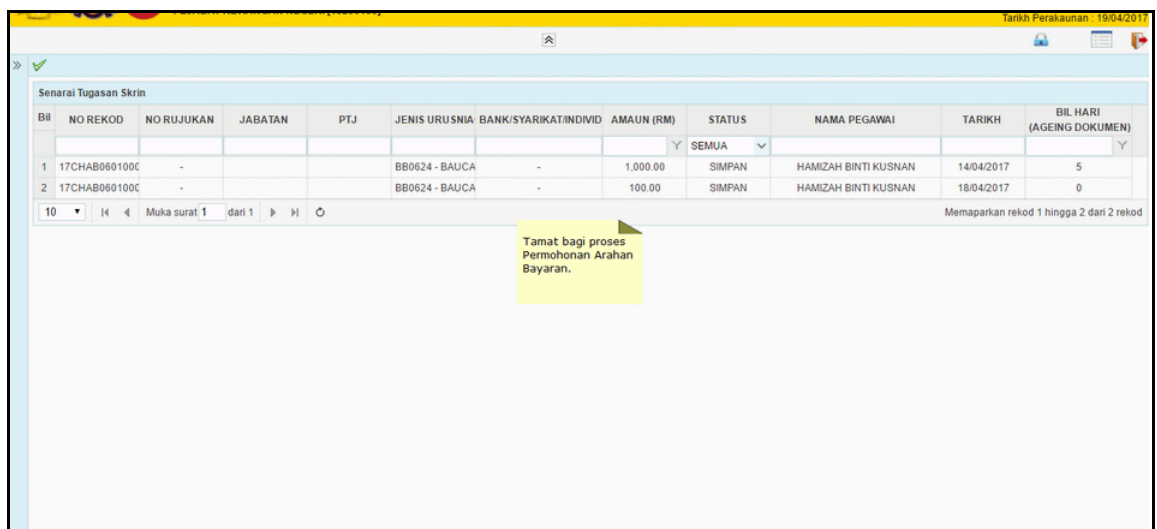 Tarikh Perakaunan : 19/04/2017
Senarai Tugasan Skrin
Bil NO REKOD NO RUJUKAN JABATAN PTJ JENIS URUSNIA BANK/SYARIKAT/INDIVID AMAUN (RM) STATUS NAMA PEGAWAI TARIKH BIL HARI
(AGEING DOKUMEN)
SEMUA
1 17CHAB0601000 - BB0624 - BAUCA - 1,000.00 SIMPAN HAMIZAH BINTI KUSNAN 14/04/2017 5
2 17CHAB0601000 - BB0624 - BAUCA - 100.00 SIMPAN HAMIZAH BINTI KUSNAN 18/04/2017 0
10 Muka surat 1 dari 1 Memaparkan rekod 1 hingga 2 dari 2 rekod
Tamat bagi proses
Permohonan Arahan
Bayaran.